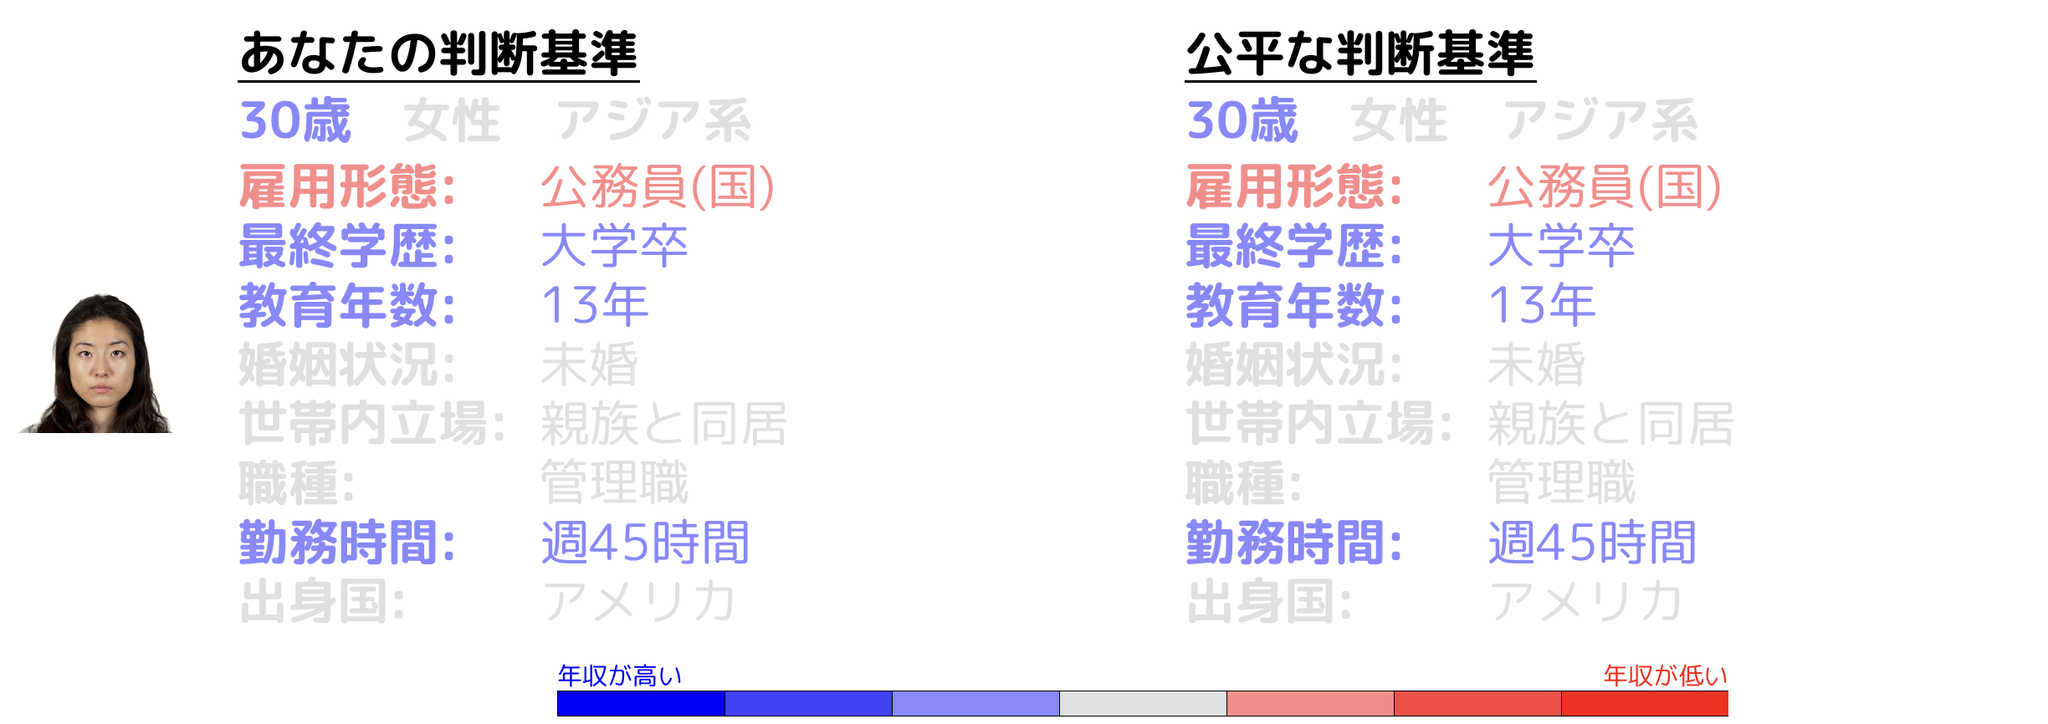 あなたの判断基準
30歳 女性 アジア系
雇用形態: 公務員(国)
最終学歴: 大学卒
教育年数: 13年
婚姻状況: 未婚
世帯内立場: 親族と同居
職種: 管理職
勤務時間: 週45時間
出身国: アメリカ
公平な判断基準
30歳 女性 アジア系
雇用形態: 公務員(国)
最終学歴: 大学卒
教育年数: 13年
婚姻状況: 未婚
世帯内立場: 親族と同居
職種: 管理職
勤務時間: 週45時間
出身国: アメリカ
年収が高い
年収が低い